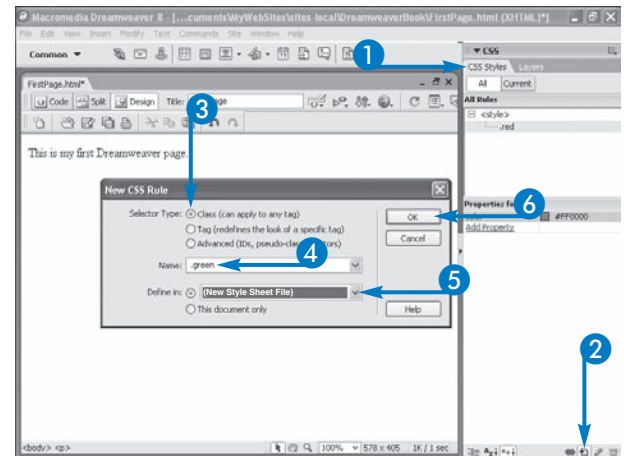 Macromedia Dreamweaver 8 - [...cuments\MyWebSites\sites-local\DreamweaverBook\FirstPage.html (XHTML)*]
File Edit View Insert Modify Text Commands Site Window Help
Common
1
CSS
CSS Styles Layers
All Current
FirstPage.html*
Code Split Design Title: page
3
All Rules
<style>
.red
This is my first Dreamweaver page.
New CSS Rule
Selector Type: Class (can apply to any tag)
OK
6
Tag (redefines the look of a specific tag)
Advanced (IDs, pseudo-class
Cancel
Properties fo
#FF0000
Add Property
4
Name: .green
5
Define in: (New Style Sheet File)
This document only
Help
2
<body> <p>
100% 578 x 405 1K / 1 sec